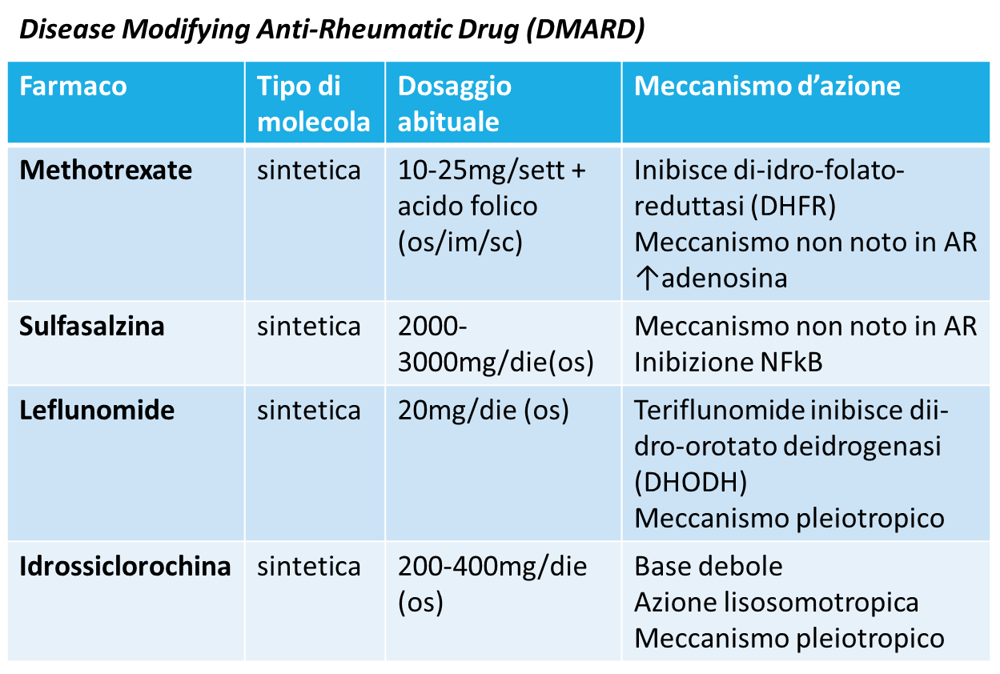 Disease Modifying Anti-Rheumatic Drug (DMARD)
Farmaco
Tipo di
molecola
Dosaggio
abituale
Meccanismo d’azione
Methotrexate
sintetica
10-25mg/sett +
acido folico
(os/im/sc)
Inibisce di-idro-folato-
reduttasi (DHFR)
Meccanismo non noto in AR
↑adenosina
Sulfasalzina
sintetica
2000-
3000mg/die(os)
Meccanismo non noto in AR
Inibizione NFkB
Leflunomide
sintetica
20mg/die (os)
Teriflunomide inibisce dii-
dro-orotato deidrogenasi
(DHODH)
Meccanismo pleiotropico
Idrossiclorochina
sintetica
200-400mg/die
(os)
Base debole
Azione lisosomotropica
Meccanismo pleiotropico